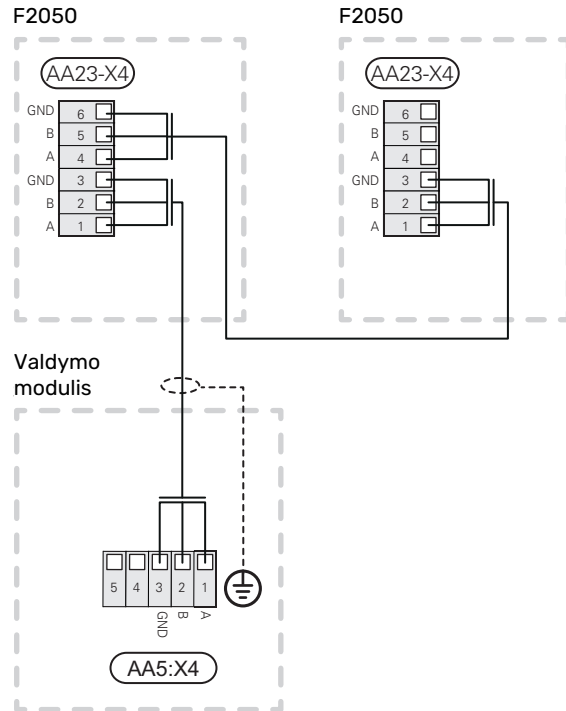 F2050
F2050
AA23-X4
AA23-X4
GND 6
B 5
A 4
GND 3
B 2
A 1
GND 6
B 5
A 4
GND 3
B 2
A 1
Valdymo
modulis
5 4 3 2 1
GND B A
AA5:X4